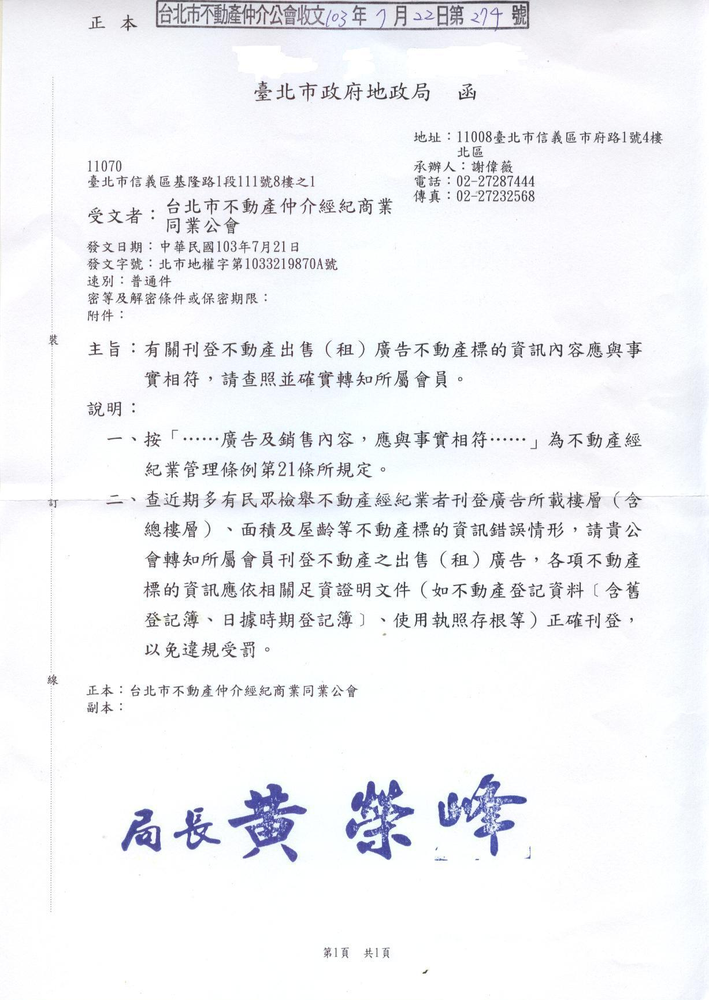 正本
台北市不動產仲介公會收文103年7月22日第274號
臺北市政府地政局 函
地址：11008臺北市信義區市府路1號4樓
北區
承辦人：謝偉薇
電話：02-27287444
傳真：02-27232568
11070
臺北市信義區基隆路1段111號8樓之1
受文者：台北市不動產仲介經紀商業
同業公會
發文日期：中華民國103年7月21日
發文字號：北市地權字第1033219870A號
速別：普通件
密等及解密條件或保密期限：
附件：
主旨：有關刊登不動產出售（租）廣告不動產標的資訊內容應與事
實相符，請查照並確實轉知所屬會員。
說明：
一、按「……廣告及銷售內容，應與事實相符……」為不動產經
紀業管理條例第21條所規定。
二、查近期多有民眾檢舉不動產經紀業者刊登廣告所載樓層（含
總樓層）、面積及屋齡等不動產標的資訊錯誤情形，請貴公
會轉知所屬會員刊登不動產之出售（租）廣告，各項不動產
標的資訊應依相關足資證明文件（如不動產登記資料〔含舊
登記簿、日據時期登記簿〕、使用執照存根等）正確刊登，
以免違規受罰。
正本：台北市不動產仲介經紀商業同業公會
副本：
局長黃榮峰
裝
訂
線
第1頁 共1頁